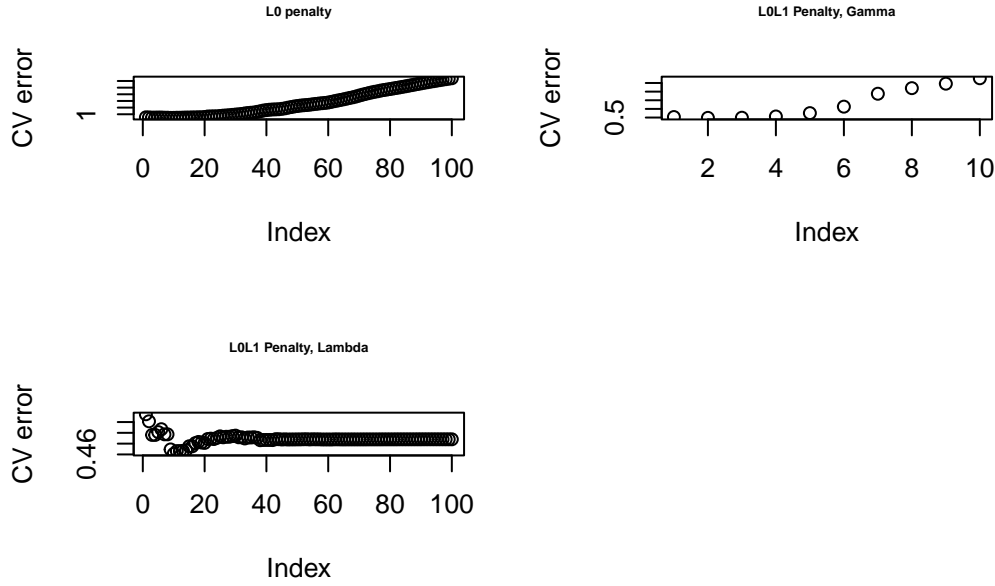 L0 penalty
CV error
1
0 20 40 60 80 100
Index
L0L1 Penalty, Gamma
CV error
0.5
2 4 6 8 10
Index
L0L1 Penalty, Lambda
CV error
0.46
0 20 40 60 80 100
Index